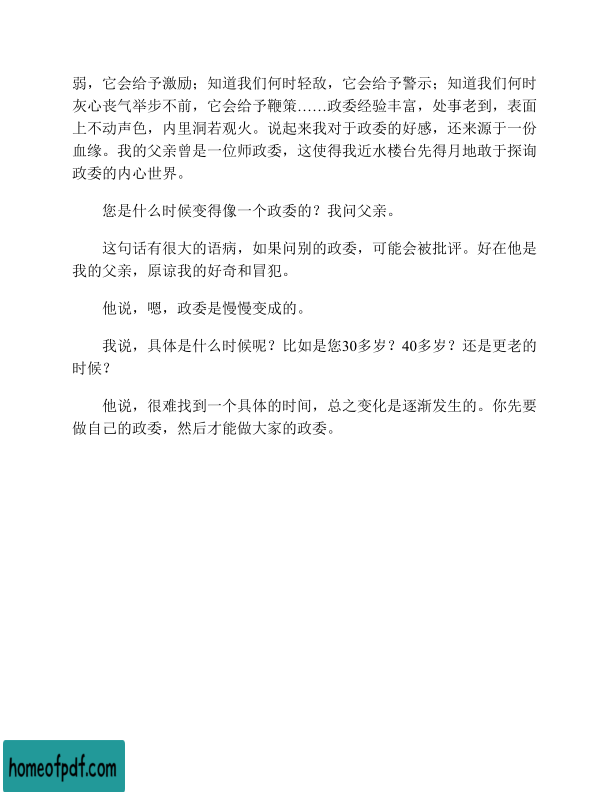 弱，它会给予激励；知道我们何时轻敌，它会给予警示；知道我们何时
灰心丧气举步不前，它会给予鞭策……政委经验丰富，处事老到，表面
上不动声色，内里洞若观火。说起来我对于政委的好感，还来源于一份
血缘。我的父亲曾是一位师政委，这使得我近水楼台先得月地敢于探询
政委的内心世界。
您是什么时候变得像一个政委的？我问父亲。
这句话有很大的语病，如果问别的政委，可能会被批评。好在他是
我的父亲，原谅我的好奇和冒犯。
他说，嗯，政委是慢慢变成的。
我说，具体是什么时候呢？比如是您30多岁？40多岁？还是更老的
时候？
他说，很难找到一个具体的时间，总之变化是逐渐发生的。你先要
做自己的政委，然后才能做大家的政委。
homeofpdf.com